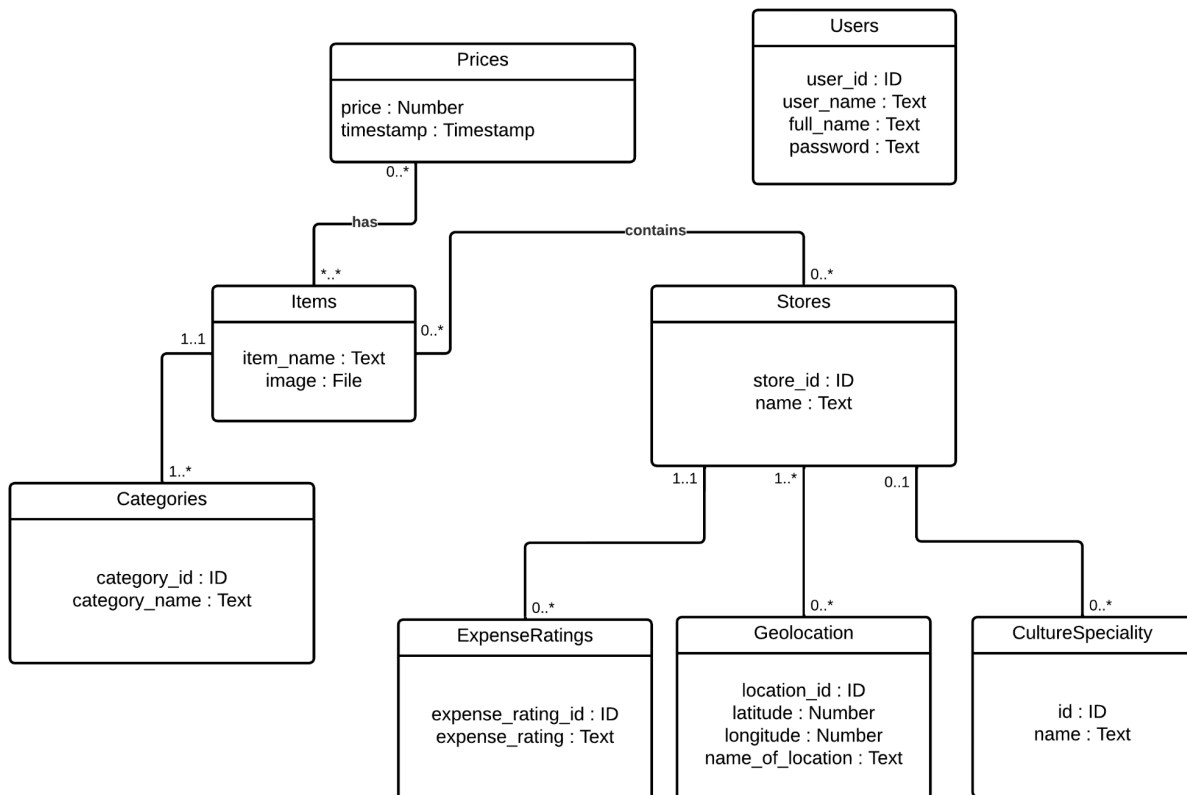 Users
user_id : ID
user_name : Text
full_name : Text
password : Text
Prices
price : Number
timestamp : Timestamp
0..*
has
*..*
contains
0..*
Items
item_name : Text
image : File
1..1
0..*
Stores
store_id : ID
name : Text
1..*
Categories
category_id : ID
category_name : Text
1..1
1..*
0..1
0..*
0..*
0..*
ExpenseRatings
expense_rating_id : ID
expense_rating : Text
Geolocation
location_id : ID
latitude : Number
longitude : Number
name_of_location : Text
CultureSpeciality
id : ID
name : Text